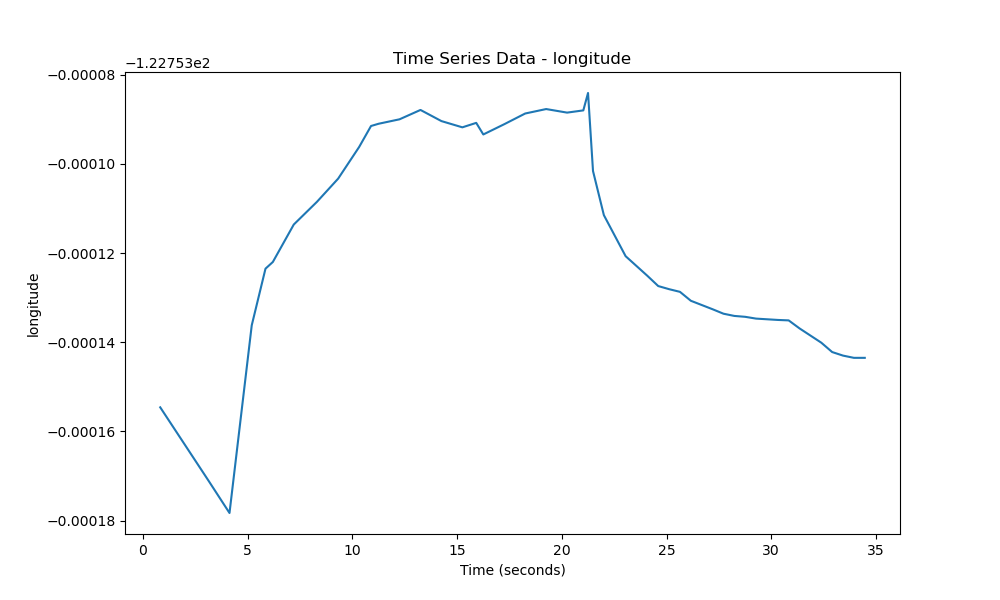 Time Series Data - longitude
−1.22753e2
−0.00008
−0.00010
−0.00012
−0.00014
−0.00016
−0.00018
longitude
0 5 10 15 20 25 30 35
Time (seconds)